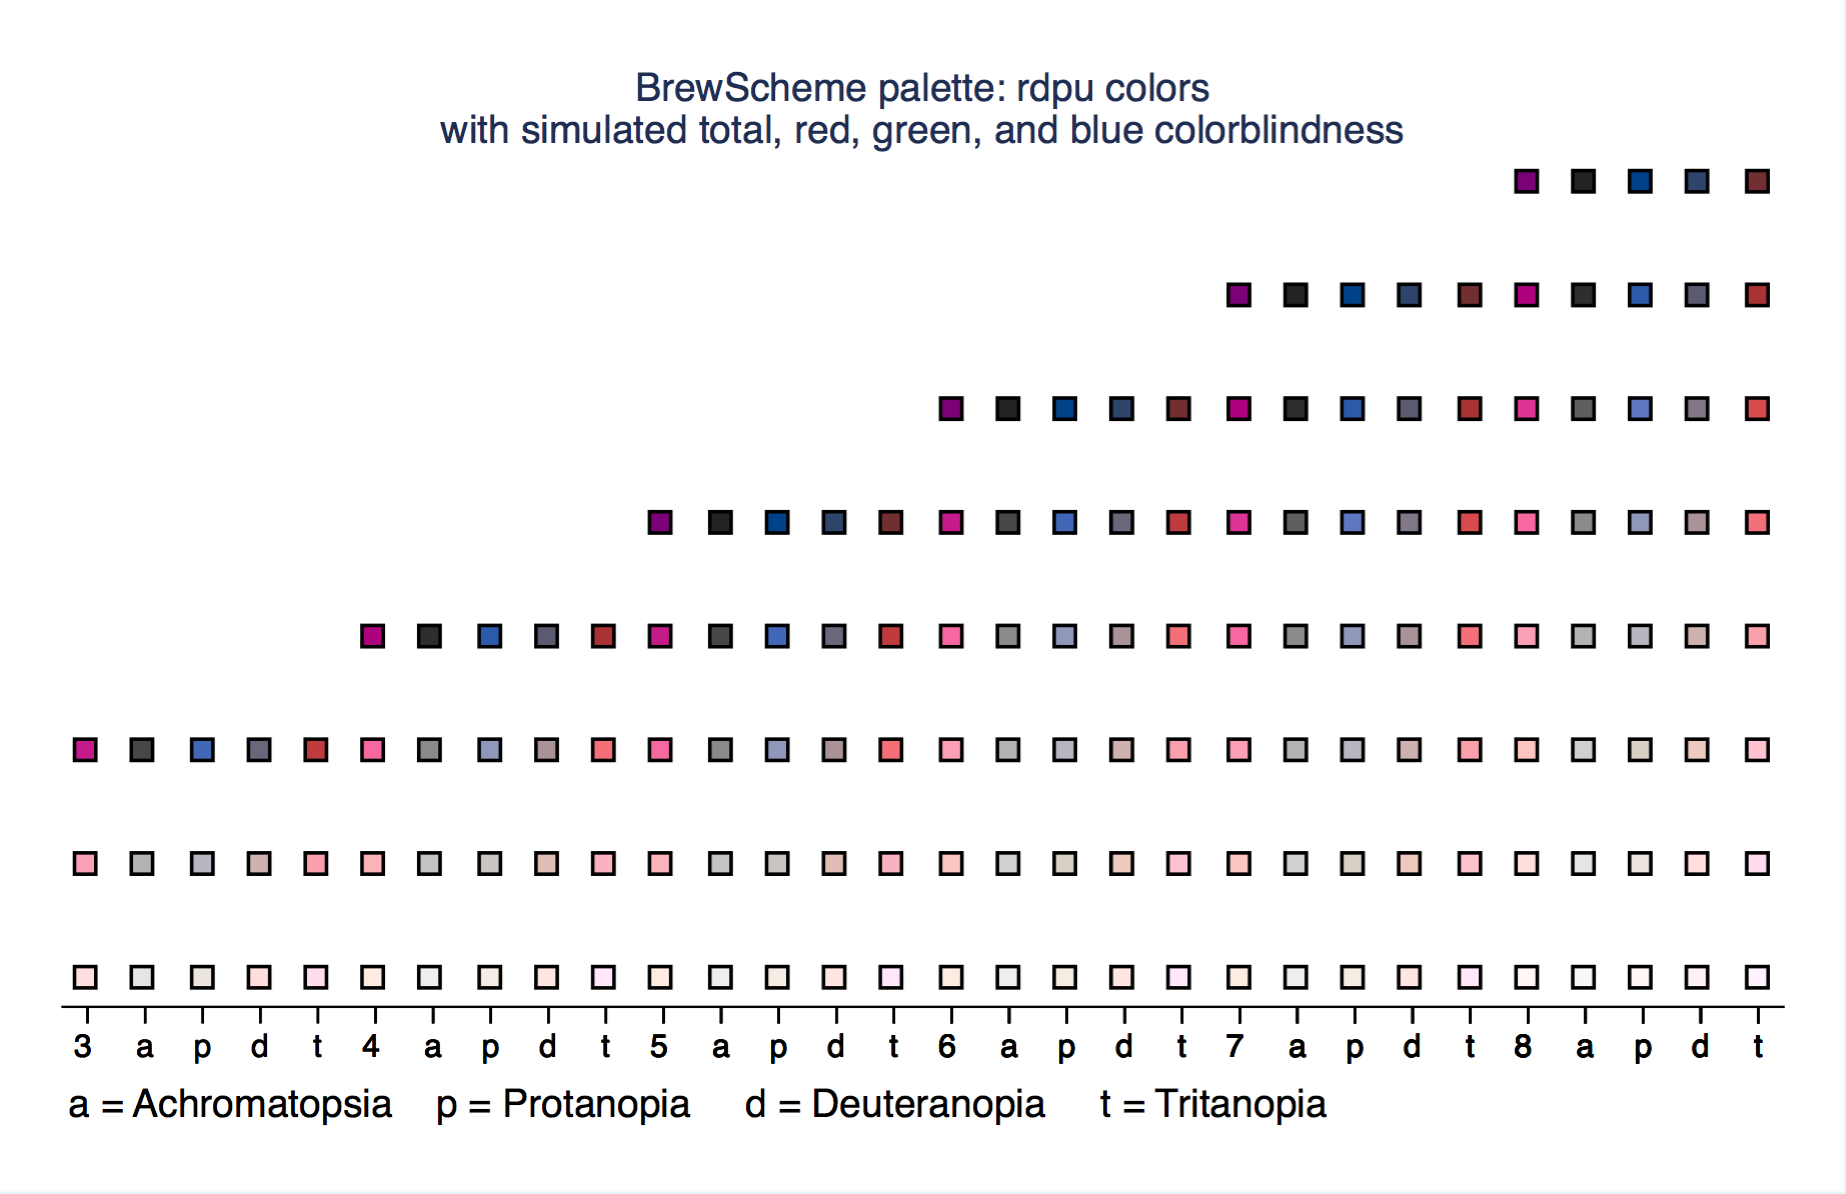 BrewScheme palette: rdpu colors
with simulated total, red, green, and blue colorblindness
3 a p d t 4 a p d t 5 a p d t 6 a p d t 7 a p d t 8 a p d t
a = Achromatopsia p = Protanopia d = Deuteranopia t = Tritanopia